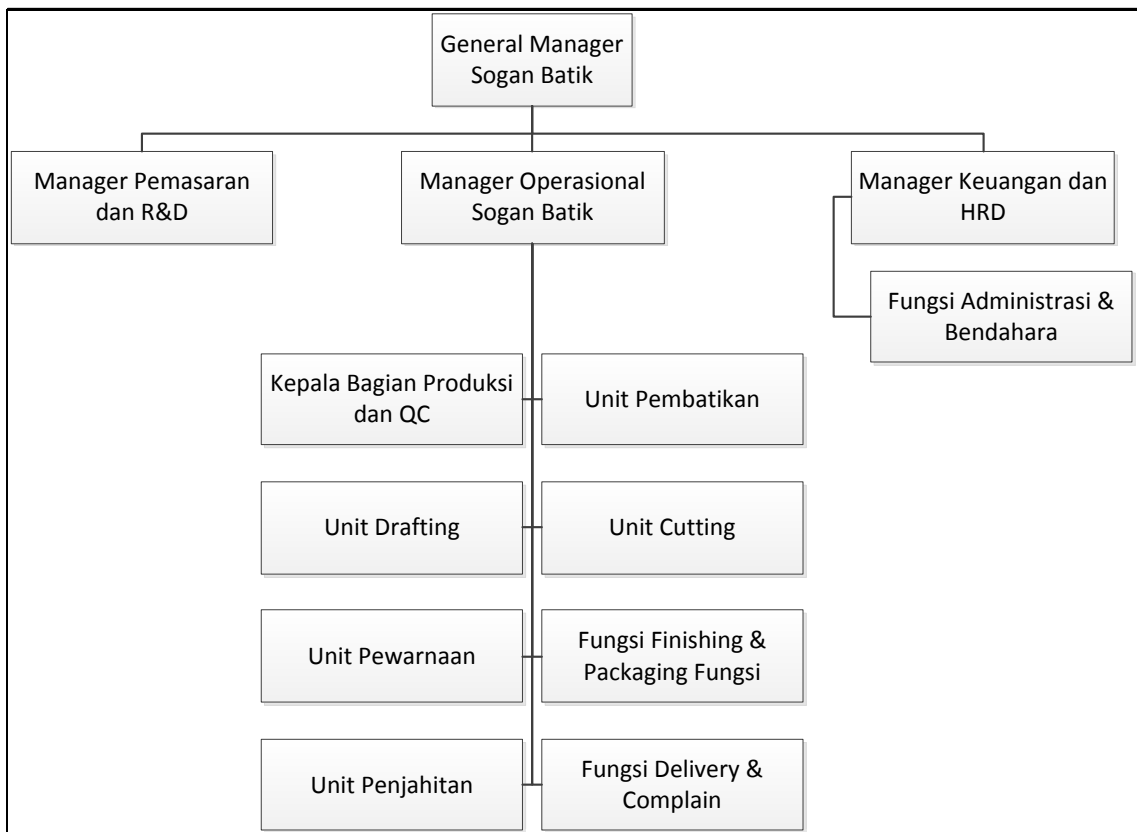 General Manager
Sogan Batik
Manager Pemasaran
dan R&D
Manager Operasional
Sogan Batik
Manager Keuangan dan
HRD
Fungsi Administrasi &
Bendahara
Kepala Bagian Produksi
dan QC
Unit Pembatikan
Unit Drafting
Unit Cutting
Unit Pewarnaan
Fungsi Finishing &
Packaging Fungsi
Unit Penjahitan
Fungsi Delivery &
Complain